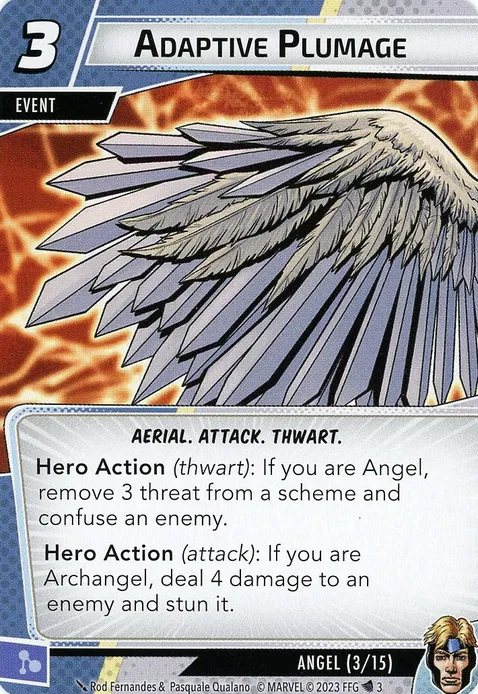 3
ADAPTIVE PLUMAGE
EVENT
AERIAL. ATTACK. THWART.
Hero Action (thwart): If you are Angel,
remove 3 threat from a scheme and
confuse an enemy.
Hero Action (attack): If you are
Archangel, deal 4 damage to an
enemy and stun it.
ANGEL (3/15)
Rod Fernandes & Pasquale Qualano © MARVEL © 2023 FFG 3